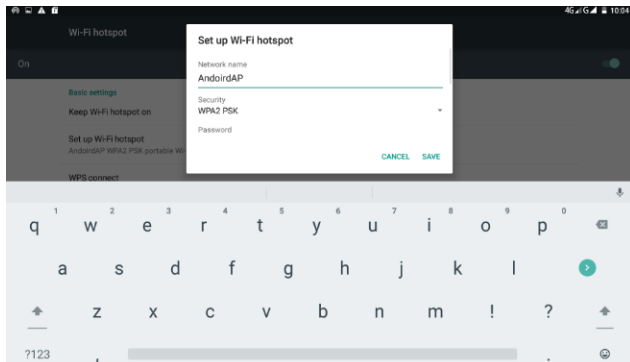 4G G 10:04
Wi-Fi hotspot
On
Basic settings
Keep Wi-Fi hotspot on
Set up Wi-Fi hotspot
AndoirdAP WPA2 PSK portable Wi-
WPS connect
Set up Wi-Fi hotspot
Network name
AndoirdAP
Security
WPA2 PSK
Password
CANCEL SAVE
1 2 3 4 5 6 7 8 9 0
q w e r t y u i o p
a s d f g h j k l
z x c v b n m ! ?
?123 , .